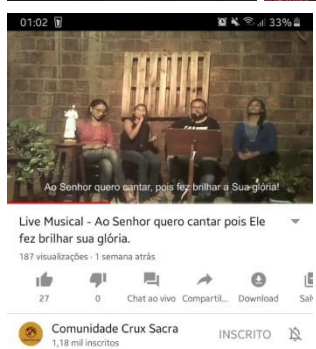 01:02 33%
Ao Senhor quero cantar, pois fez brilhar a Sua glória!
Live Musical - Ao Senhor quero cantar pois Ele
fez brilhar sua glória.
187 visualizações · 1 semana atrás
27 0 Chat ao vivo Compartil... Download Sal
Comunidade Crux Sacra INSCRITO
1,18 mil inscritos